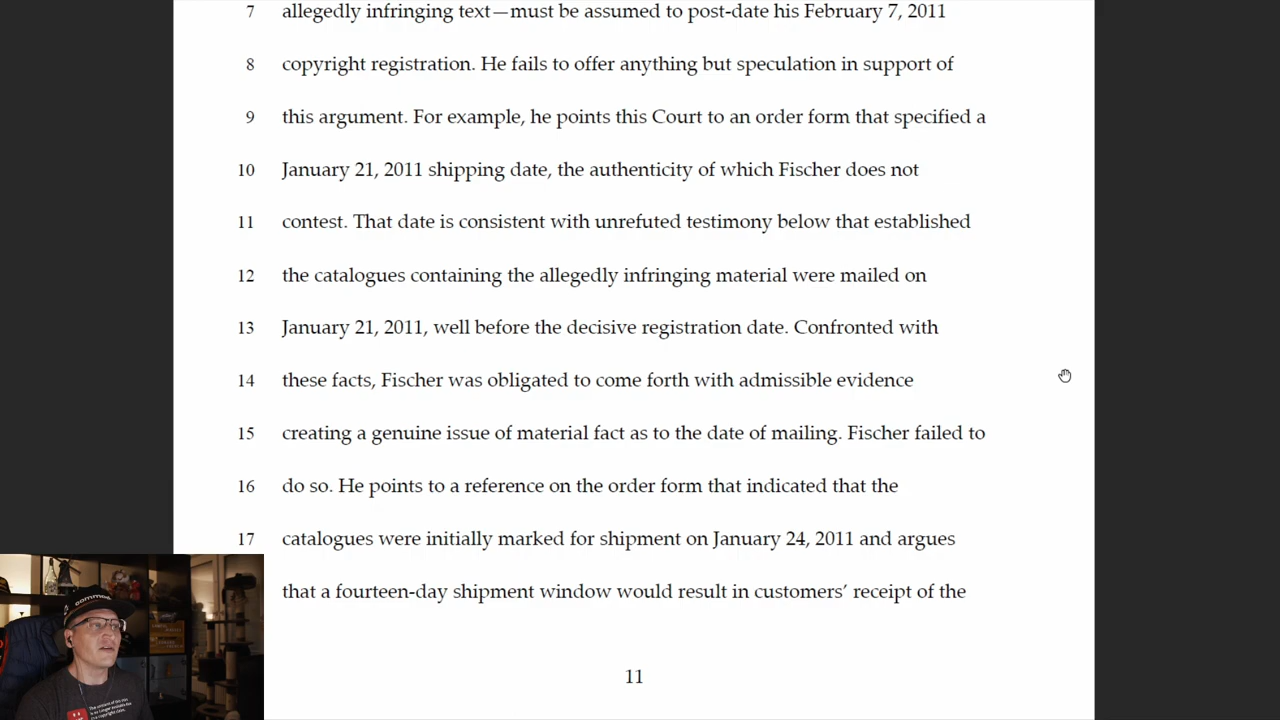 7 allegedly infringing text—must be assumed to post-date his February 7, 2011
8 copyright registration. He fails to offer anything but speculation in support of
9 this argument. For example, he points this Court to an order form that specified a
10 January 21, 2011 shipping date, the authenticity of which Fischer does not
11 contest. That date is consistent with unrefuted testimony below that established
12 the catalogues containing the allegedly infringing material were mailed on
13 January 21, 2011, well before the decisive registration date. Confronted with
14 these facts, Fischer was obligated to come forth with admissible evidence
15 creating a genuine issue of material fact as to the date of mailing. Fischer failed to
16 do so. He points to a reference on the order form that indicated that the
17 catalogues were initially marked for shipment on January 24, 2011 and argues
that a fourteen-day shipment window would result in customers’ receipt of the
11